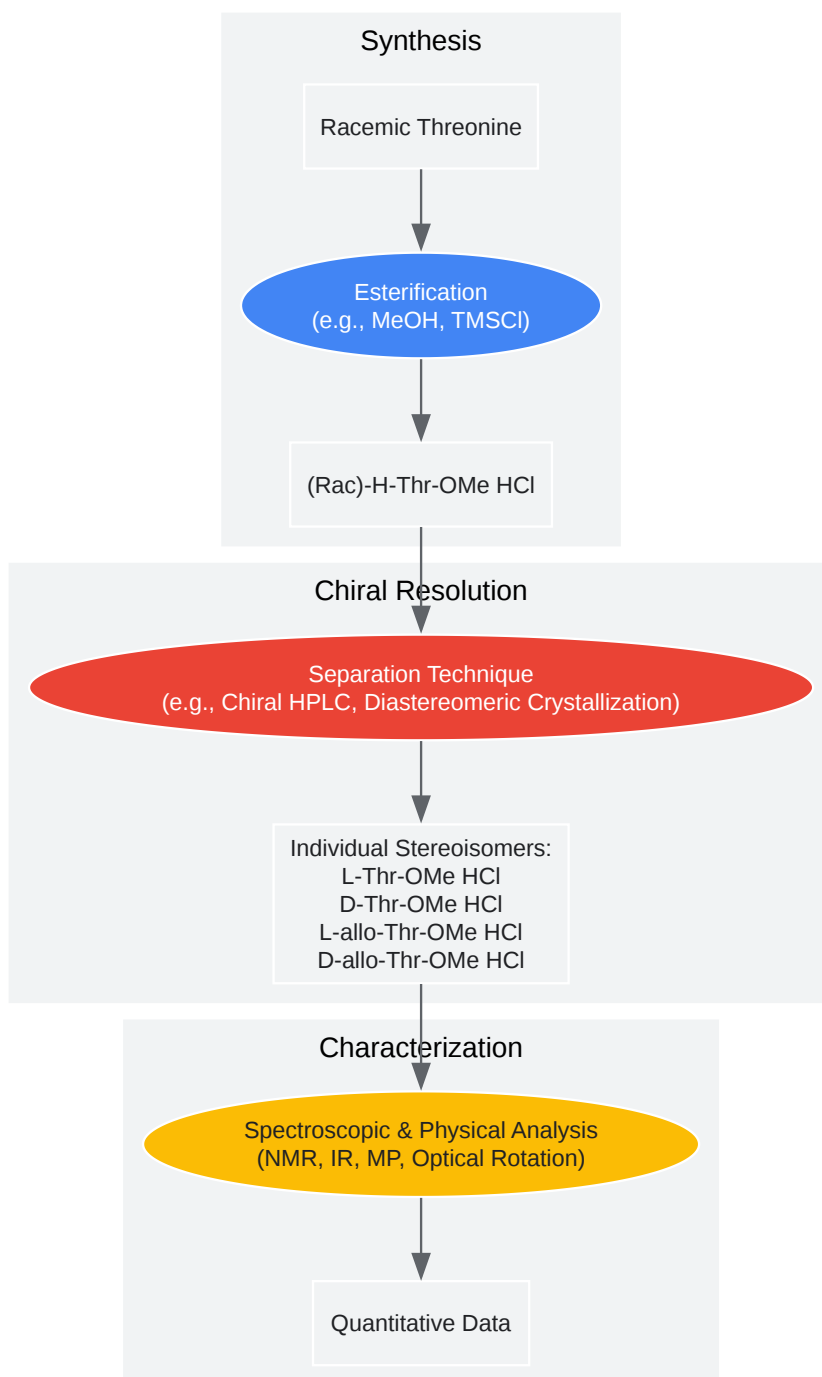 Synthesis
Racemic Threonine
Esterification
(e.g., MeOH, TMSCl)
(Rac)-H-Thr-OMe HCl
Chiral Resolution
Separation Technique
(e.g., Chiral HPLC, Diastereomeric Crystallization)
Individual Stereoisomers:
L-Thr-OMe HCl
D-Thr-OMe HCl
L-allo-Thr-OMe HCl
D-allo-Thr-OMe HCl
Characterization
Spectroscopic & Physical Analysis
(NMR, IR, MP, Optical Rotation)
Quantitative Data